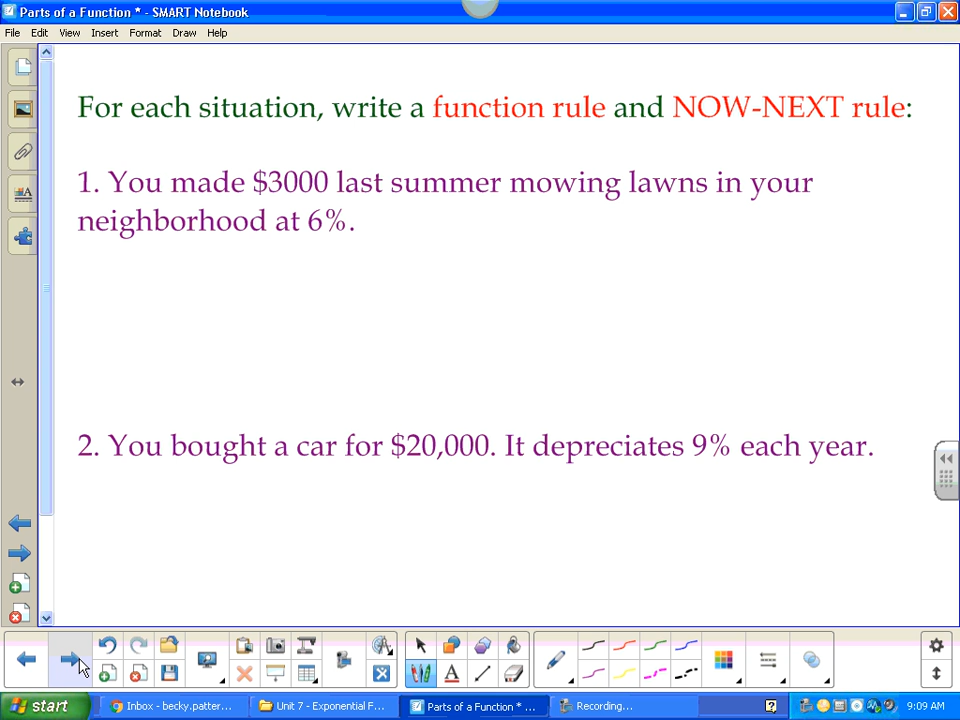 Parts of a Function * - SMART Notebook
File Edit View Insert Format Draw Help
For each situation, write a function rule and NOW-NEXT rule:
1. You made $3000 last summer mowing lawns in your
neighborhood at 6%.
2. You bought a car for $20,000. It depreciates 9% each year.
start
Inbox - becky.patter...
Unit 7 - Exponential F...
Parts of a Function * ...
Recording...
9:09 AM